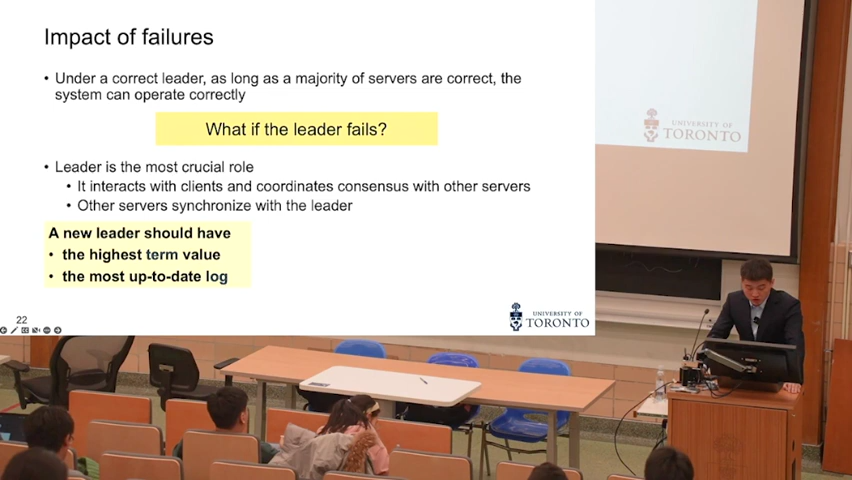 Impact of failures
• Under a correct leader, as long as a majority of servers are correct, the
system can operate correctly
What if the leader fails?
• Leader is the most crucial role
• It interacts with clients and coordinates consensus with other servers
• Other servers synchronize with the leader
A new leader should have
• the highest term value
• the most up-to-date log
22
UNIVERSITY OF
TORONTO
UNIVERSITY OF
TORONTO